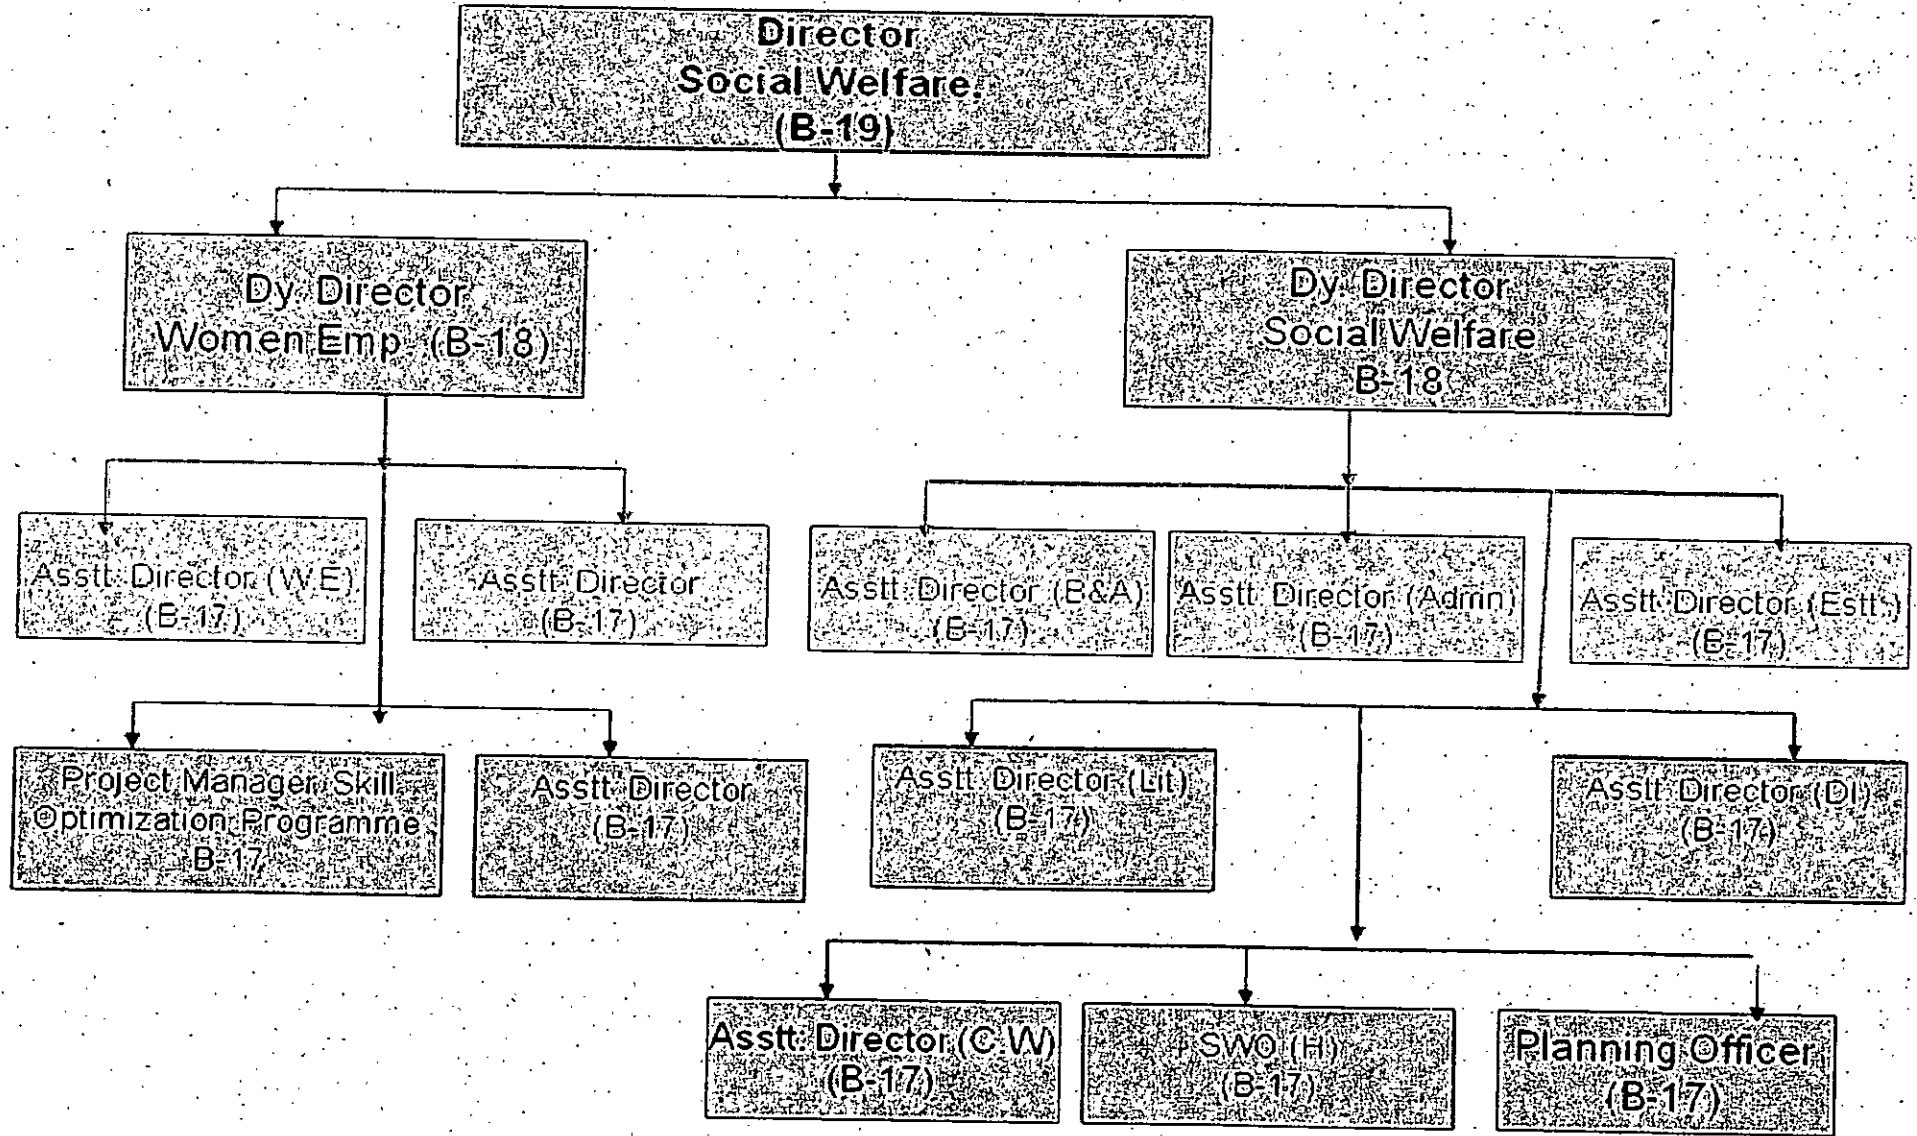 Director
Social Welfare.
(B-19)
Dy. Director
Women Emp (B-18)
Dy. Director
Social Welfare
B-18
Asstt. Director (W.E)
(B-17)
Asstt. Director
(B-17)
Asstt. Director (B&A)
(B-17)
Asstt. Director (Admn)
(B-17)
Asstt. Director (Estt:)
(B-17)
Project Manager Skill
Optimization Programme
B-17
Asstt. Director
(B-17)
Asstt. Director (Lit)
(B-17)
Asstt. Director (DI)
(B-17)
Asstt. Director (C.W)
(B-17)
SWO (H)
(B-17)
Planning Officer
(B-17)